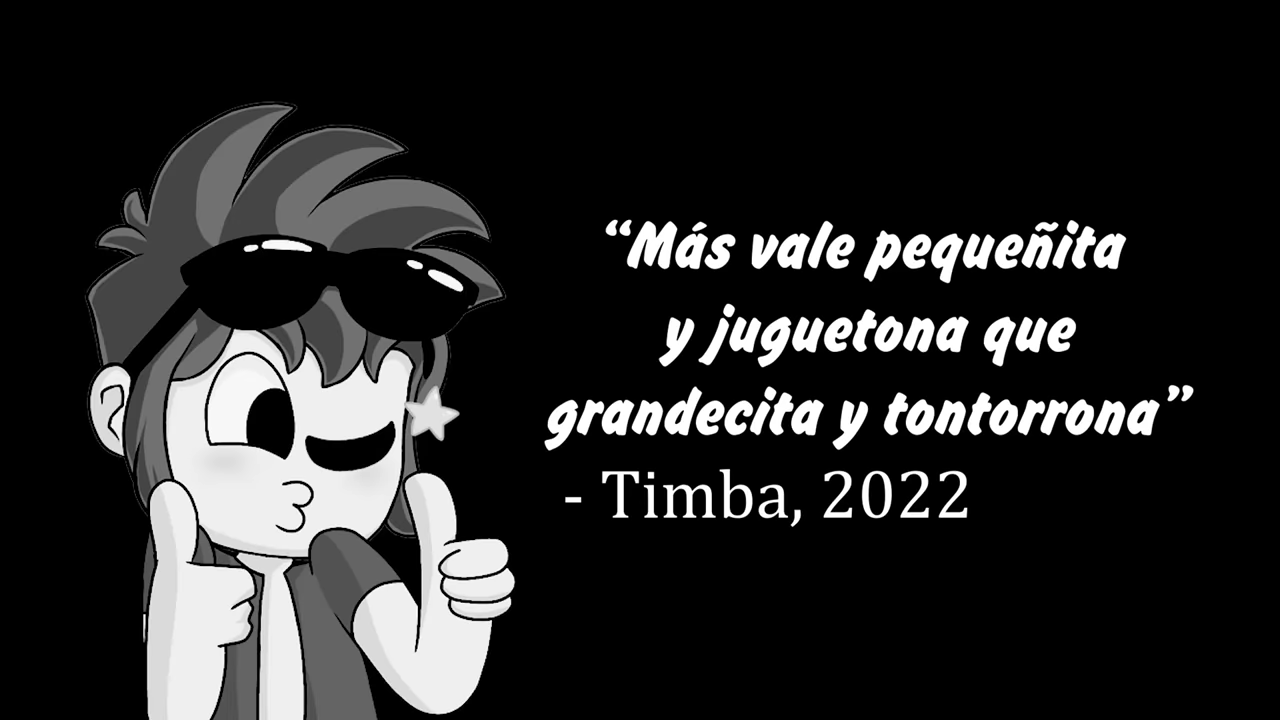 “Más vale pequeñita
y juguetona que
grandecita y tontorrona”
- Timba, 2022